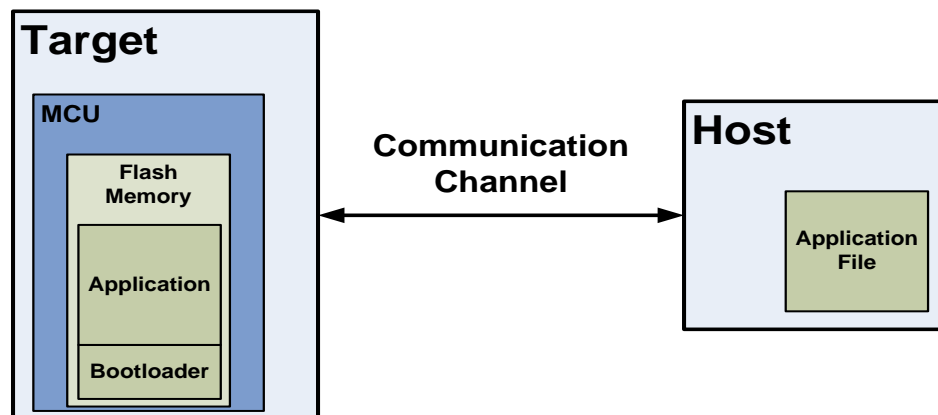 Target
MCU
Flash
Memory
Application
Bootloader
Communication
Channel
Host
Application
File